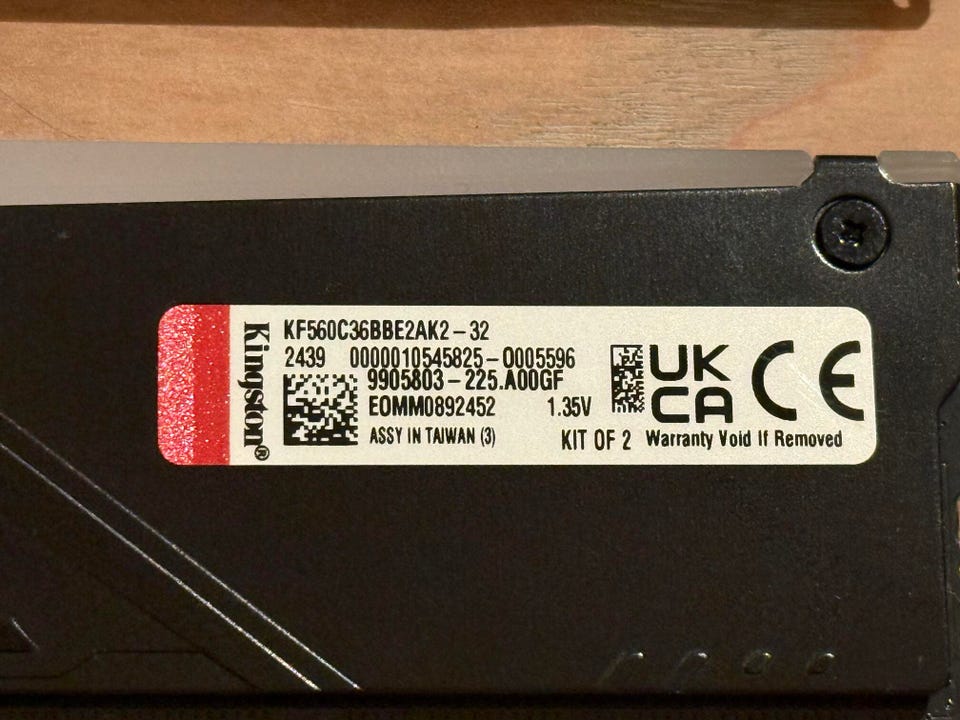 Kingston®
KF560C36BBE2AK2-32
2439 0000010545825-0005596
9905803-225.A00GF
EOMM0892452 1.35V
ASSY IN TAIWAN (3) KIT OF 2 Warranty Void If Removed
UK
CA
CE